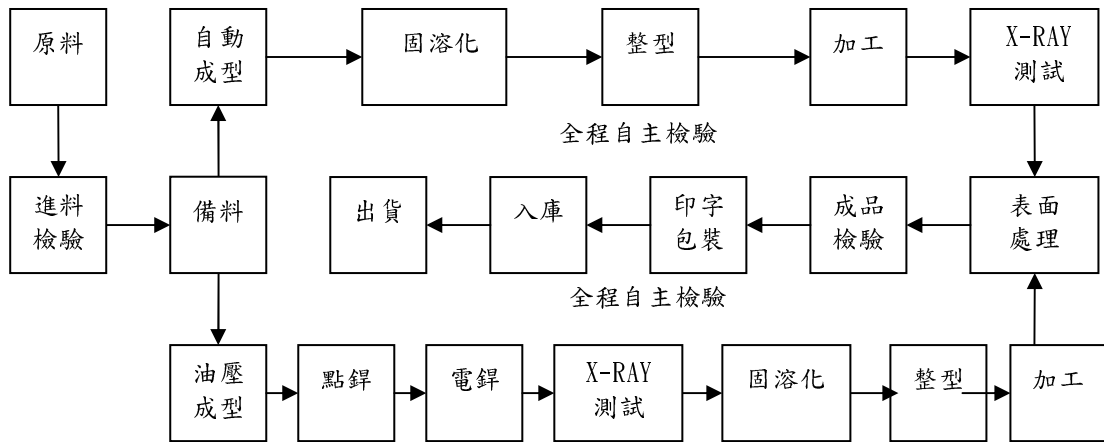 原料
自動
成型
固溶化
整型
加工
X-RAY
測試
全程自主檢驗
進料
檢驗
備料
出貨
入庫
印字
包裝
成品
檢驗
表面
處理
全程自主檢驗
油壓
成型
點銲
電銲
X-RAY
測試
固溶化
整型
加工